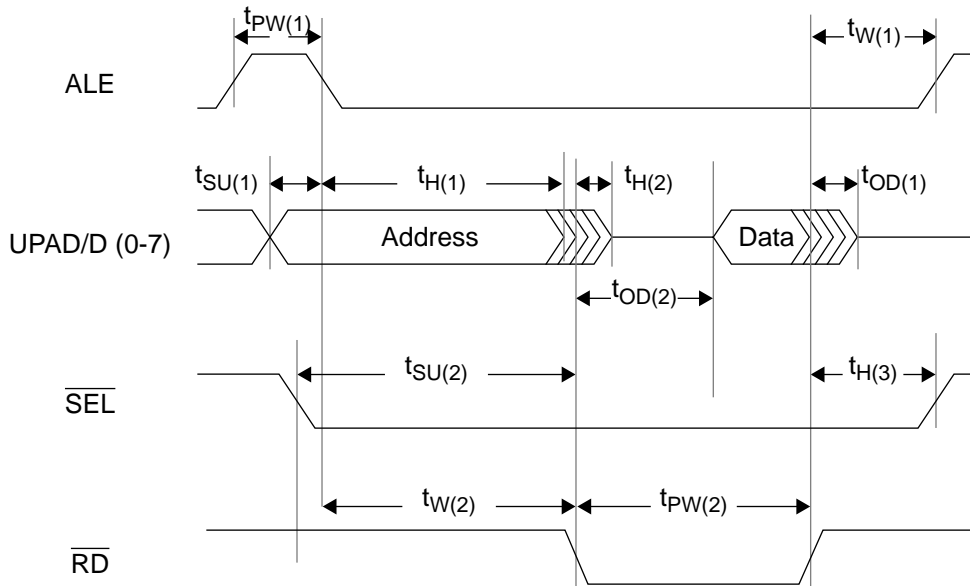 tPW(1)
tW(1)
ALE
tSU(1)
tH(1)
tH(2)
tOD(1)
UPAD/D (0-7)
Address
Data
tOD(2)
tSU(2)
tH(3)
SEL
tW(2)
tPW(2)
RD